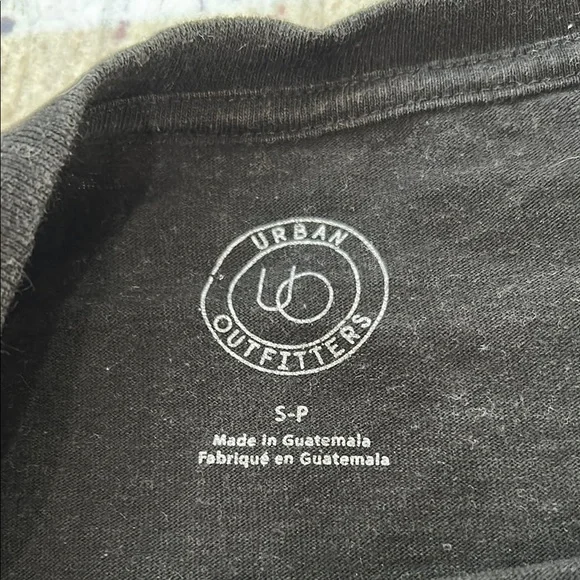 URBAN
UO
OUTFITTERS
S-P
Made in Guatemala
Fabriqué en Guatemala